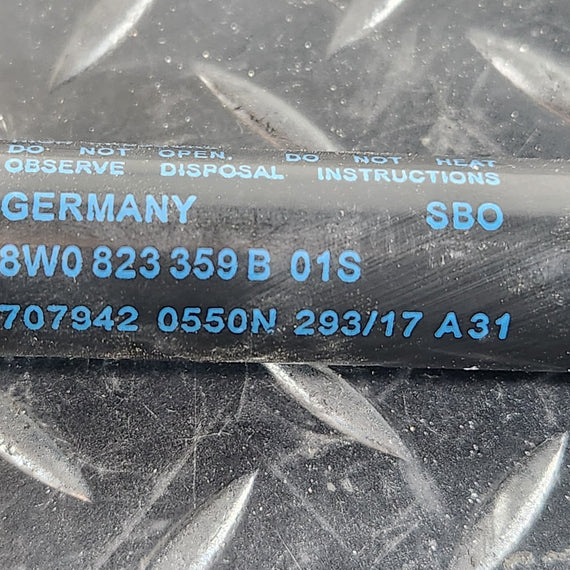 DO NOT OPEN. DO NOT HEAT
OBSERVE DISPOSAL INSTRUCTIONS
GERMANY SBO
8W0 823 359 B 01S
707942 0550N 293/17 A31